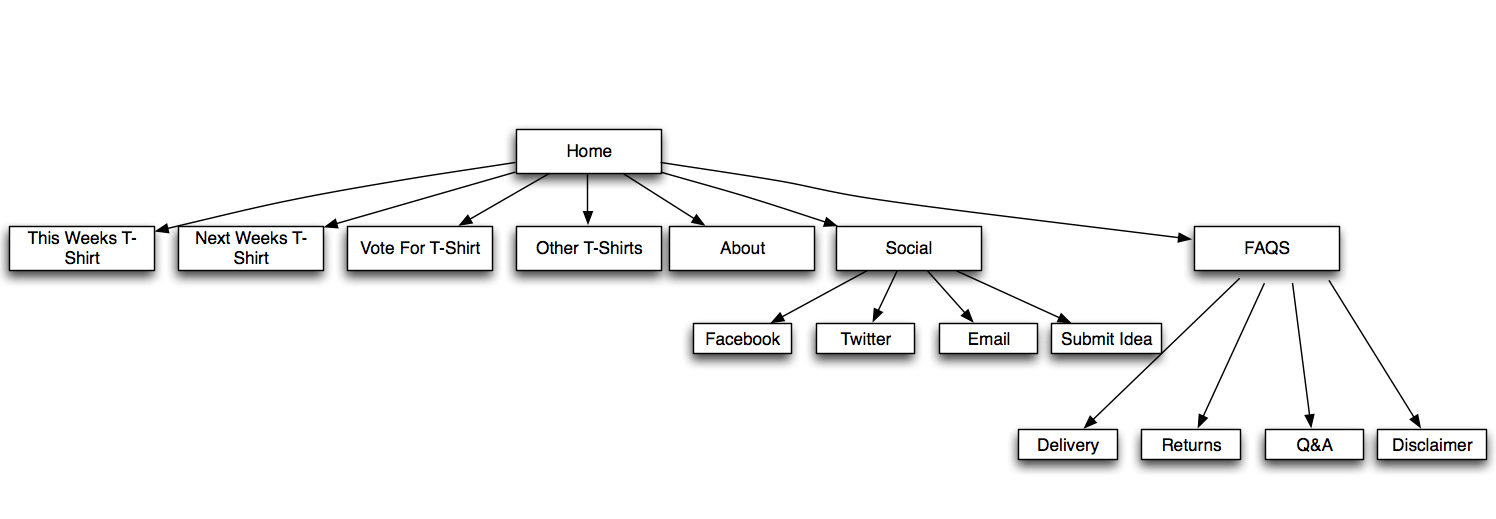 Home
This Weeks T-
Shirt
Next Weeks T-
Shirt
Vote For T-Shirt
Other T-Shirts
About
Social
FAQS
Facebook
Twitter
Email
Submit Idea
Delivery
Returns
Q&A
Disclaimer